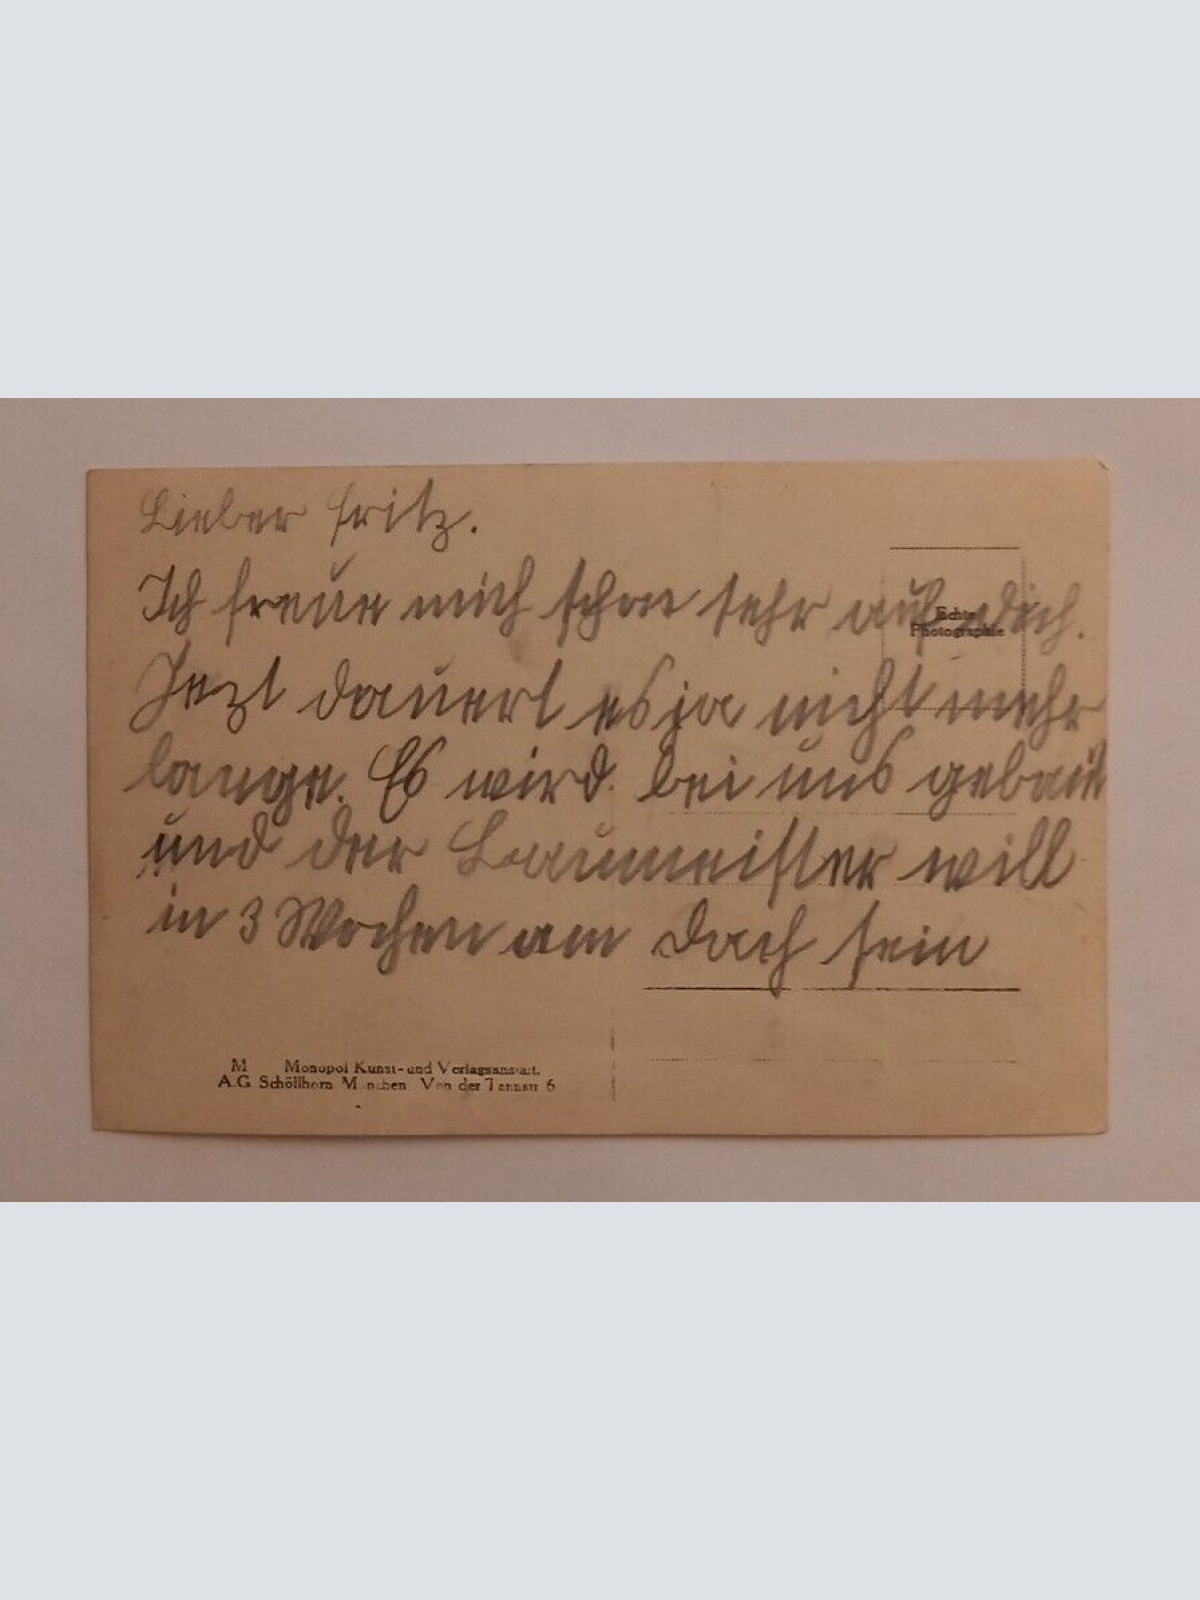 Lieber Fritz.
Ich freue mich schon sehr auf dich.
Echte
Photographie
Jezt dauert es ja nicht mehr
lange. Es wird bei uns gebaut
und der Baumeister will
in 3 Wochen am Dach sein
M Monopol Kunst- und Verlagsanstalt.
A.G. Schöllhorn München Von der Tannstr 6